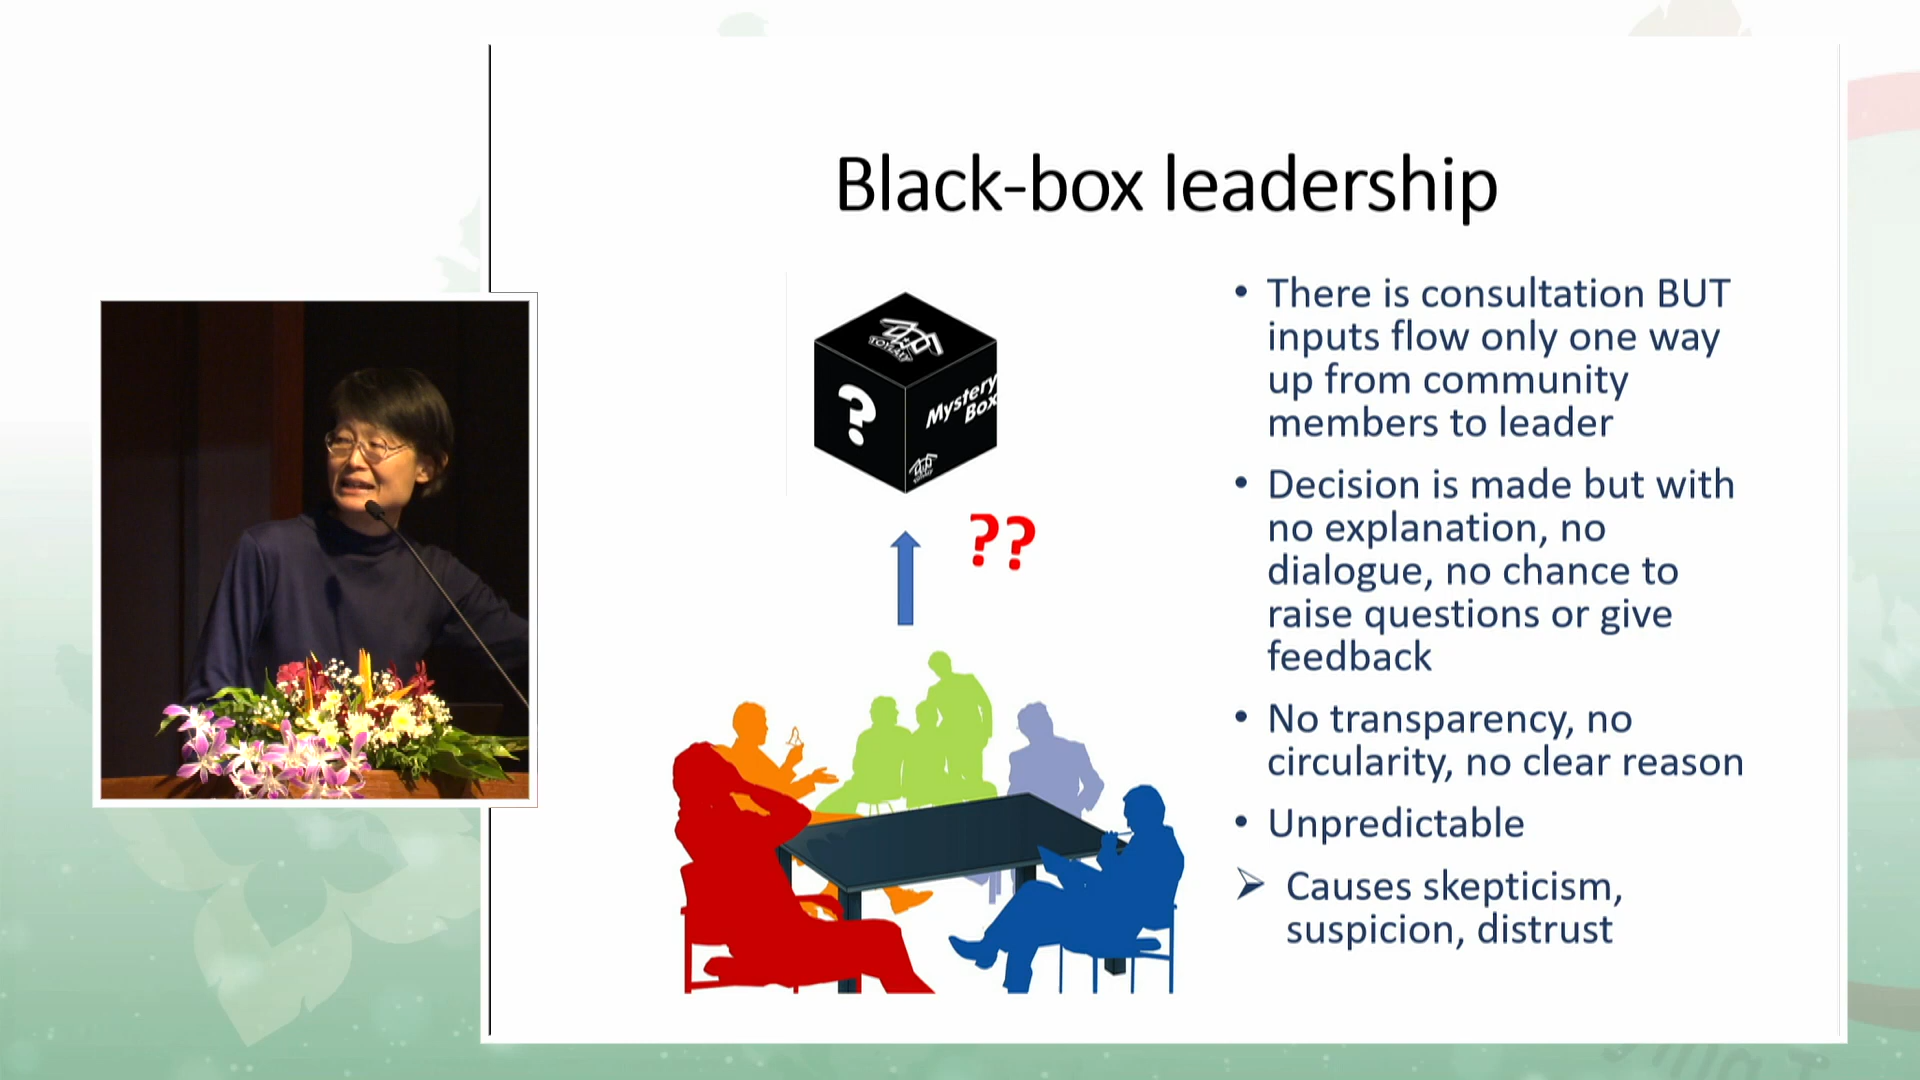 Black-box leadership
• There is consultation BUT
inputs flow only one way
up from community
members to leader
• Decision is made but with
no explanation, no
dialogue, no chance to
raise questions or give
feedback
• No transparency, no
circularity, no clear reason
• Unpredictable
➢ Causes skepticism,
suspicion, distrust
?
Mystery
Box
??